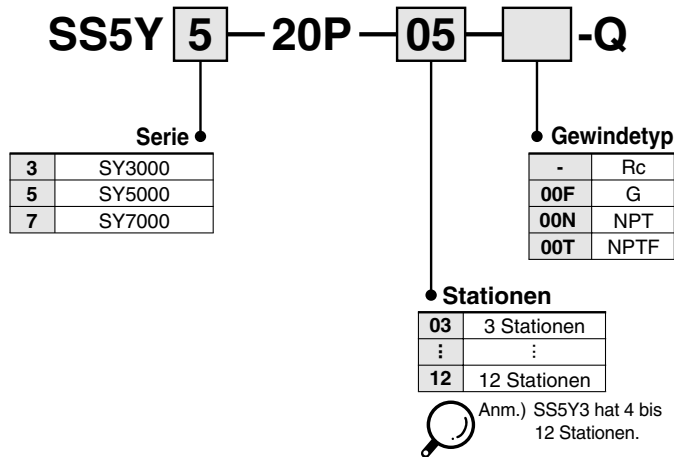 SS5Y 5 — 20P — 05 — -Q
Serie
3 SY3000
5 SY5000
7 SY7000
Gewindetyp
- Rc
00F G
00N NPT
00T NPTF
Stationen
03 3 Stationen
⋮ ⋮
12 12 Stationen
Anm.) SS5Y3 hat 4 bis
12 Stationen.